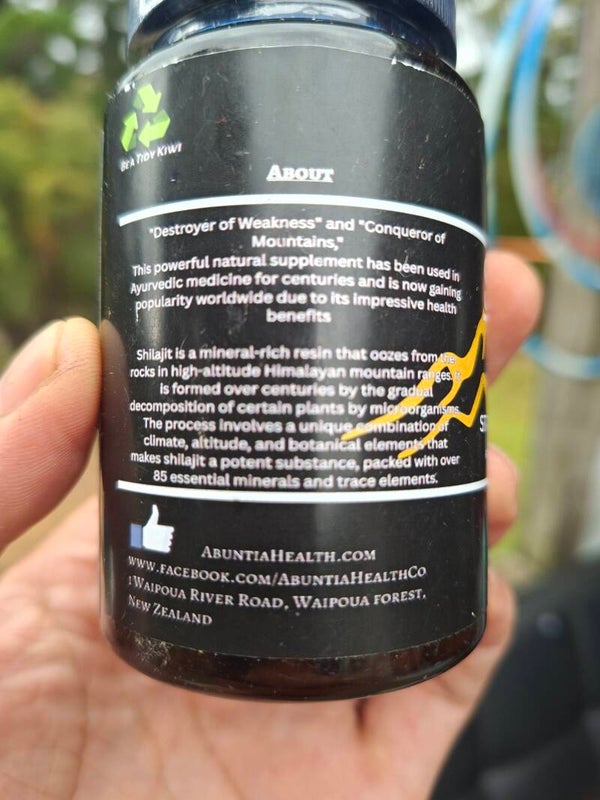 Be A Tidy Kiwi
About
"Destroyer of Weakness" and "Conqueror of
Mountains,"
This powerful natural supplement has been used in
Ayurvedic medicine for centuries and is now gaining
popularity worldwide due to its impressive health
benefits
Shilajit is a mineral-rich resin that oozes from the
rocks in high-altitude Himalayan mountain ranges. It
is formed over centuries by the gradual
decomposition of certain plants by microorganisms.
The process involves a unique combination of
climate, altitude, and botanical elements that
makes shilajit a potent substance, packed with over
85 essential minerals and trace elements.
AbuntiaHealth.com
www.facebook.com/AbuntiaHealthCo
1 Waipoua River Road, Waipoua forest,
New Zealand